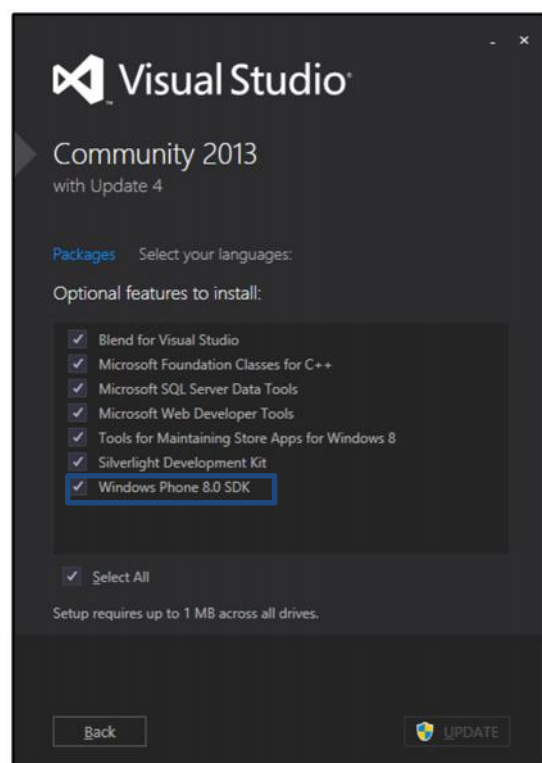 Visual Studio
Community 2013
with Update 4
Packages Select your languages:
Optional features to install:
Blend for Visual Studio
Microsoft Foundation Classes for C++
Microsoft SQL Server Data Tools
Microsoft Web Developer Tools
Tools for Maintaining Store Apps for Windows 8
Silverlight Development Kit
Windows Phone 8.0 SDK
Select All
Setup requires up to 1 MB across all drives.
Back UPDATE